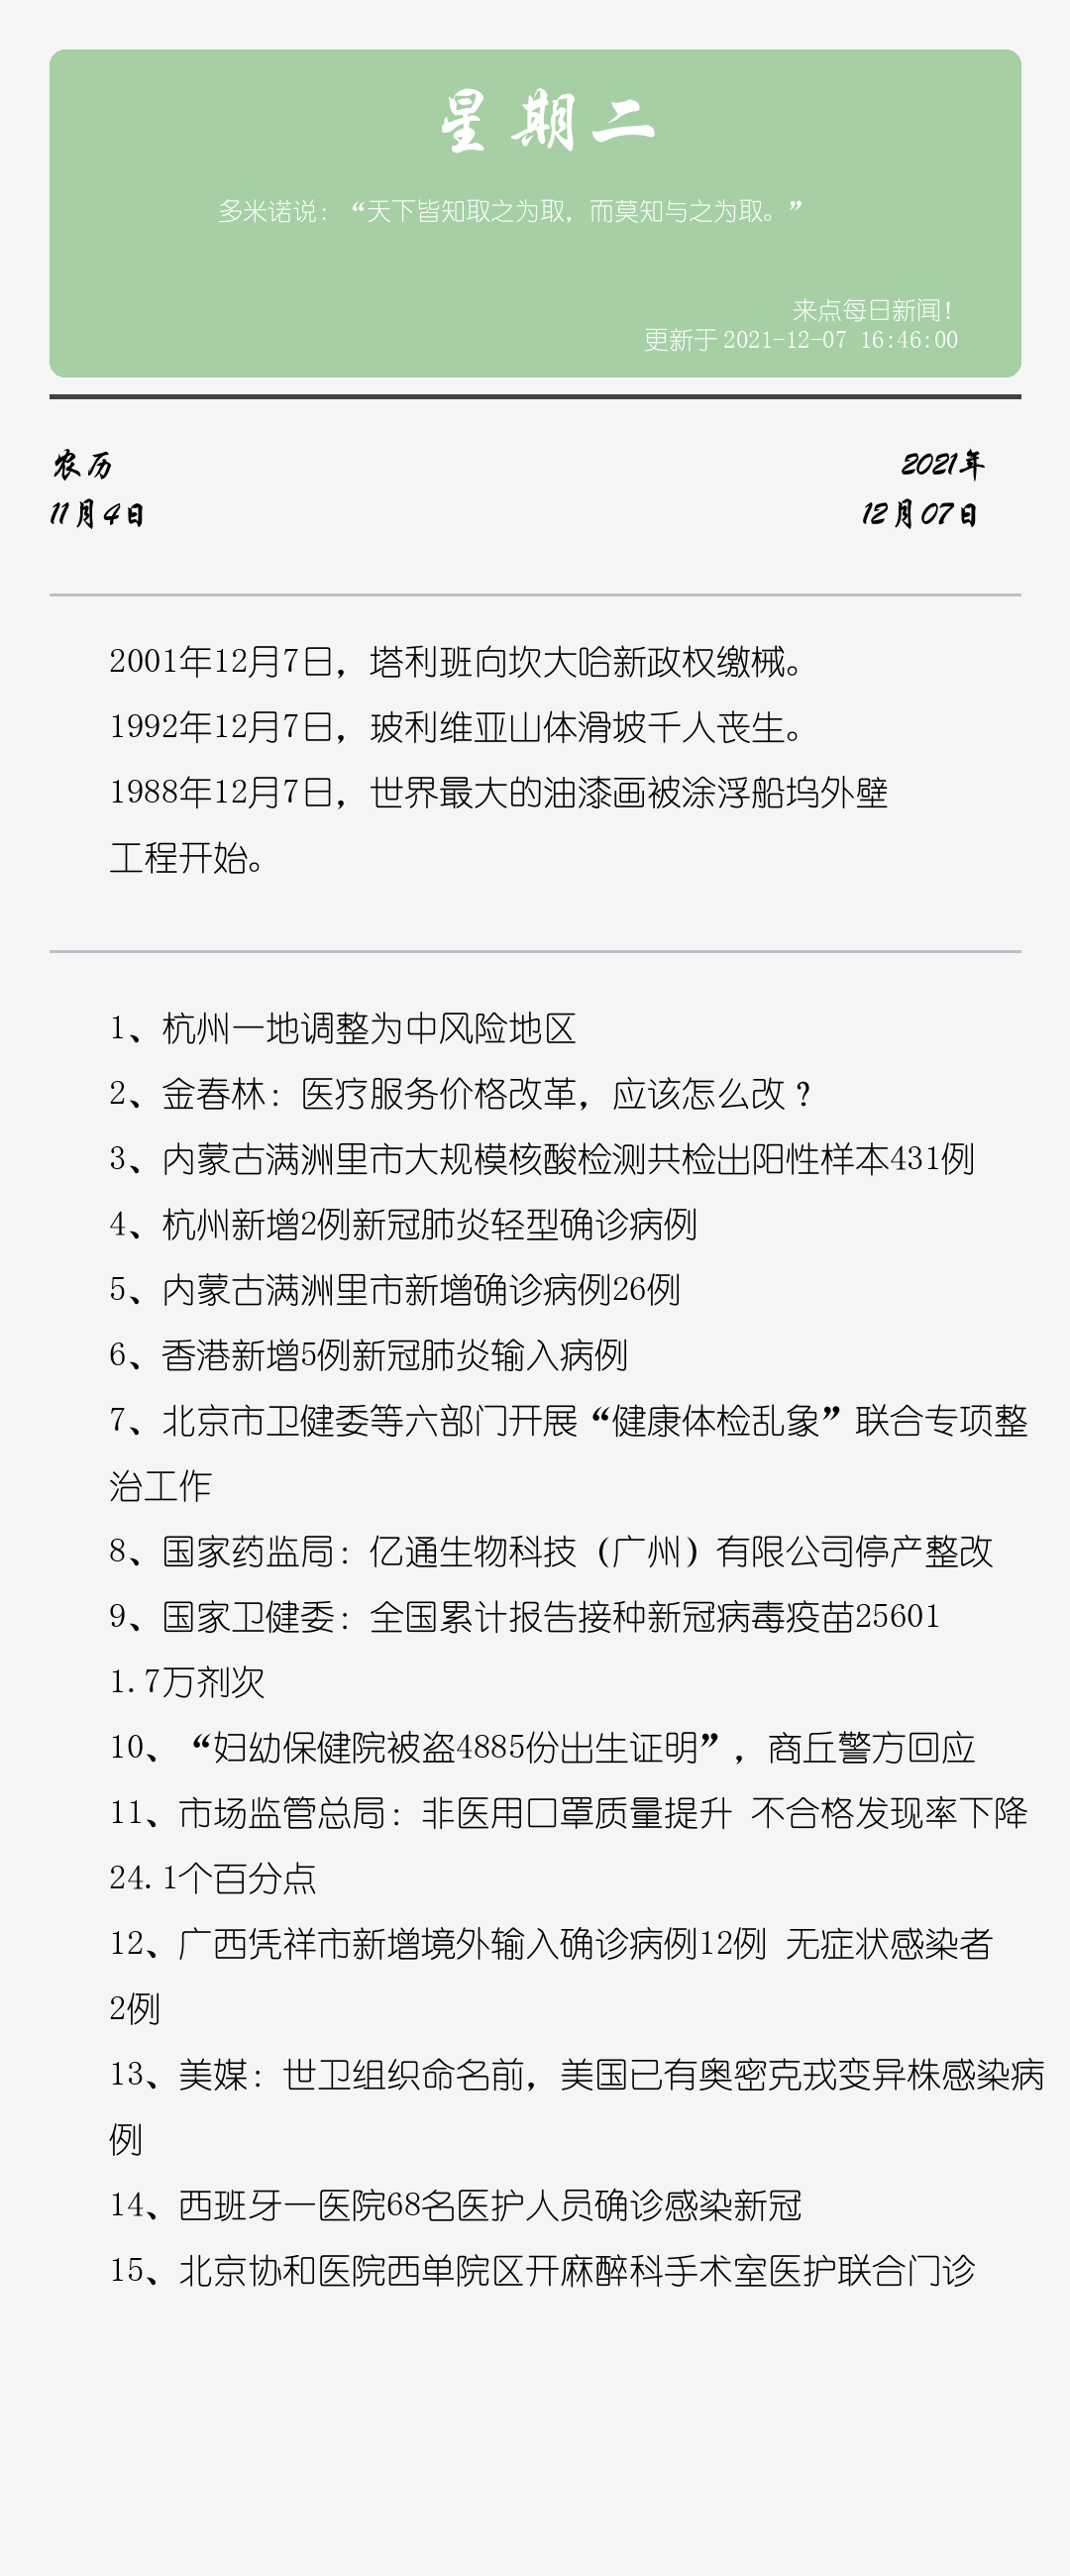 星期二
多米诺说：“天下皆知取之为取，而莫知与之为取。”
来点每日新闻！
更新于 2021-12-07 16:46:00
农历
2021年
11月4日
12月07日
2001年12月7日，塔利班向坎大哈新政权缴械。
1992年12月7日，玻利维亚山体滑坡千人丧生。
1988年12月7日，世界最大的油漆画被涂浮船坞外壁
工程开始。
1、杭州一地调整为中风险地区
2、金春林：医疗服务价格改革，应该怎么改？
3、内蒙古满洲里市大规模核酸检测共检出阳性样本431例
4、杭州新增2例新冠肺炎轻型确诊病例
5、内蒙古满洲里市新增确诊病例26例
6、香港新增5例新冠肺炎输入病例
7、北京市卫健委等六部门开展“健康体检乱象”联合专项整
治工作
8、国家药监局：亿通生物科技（广州）有限公司停产整改
9、国家卫健委：全国累计报告接种新冠病毒疫苗25601
1.7万剂次
10、“妇幼保健院被盗4885份出生证明”，商丘警方回应
11、市场监管总局：非医用口罩质量提升 不合格发现率下降
24.1个百分点
12、广西凭祥市新增境外输入确诊病例12例 无症状感染者
2例
13、美媒：世卫组织命名前，美国已有奥密克戎变异株感染病
例
14、西班牙一医院68名医护人员确诊感染新冠
15、北京协和医院西单院区开麻醉科手术室医护联合门诊